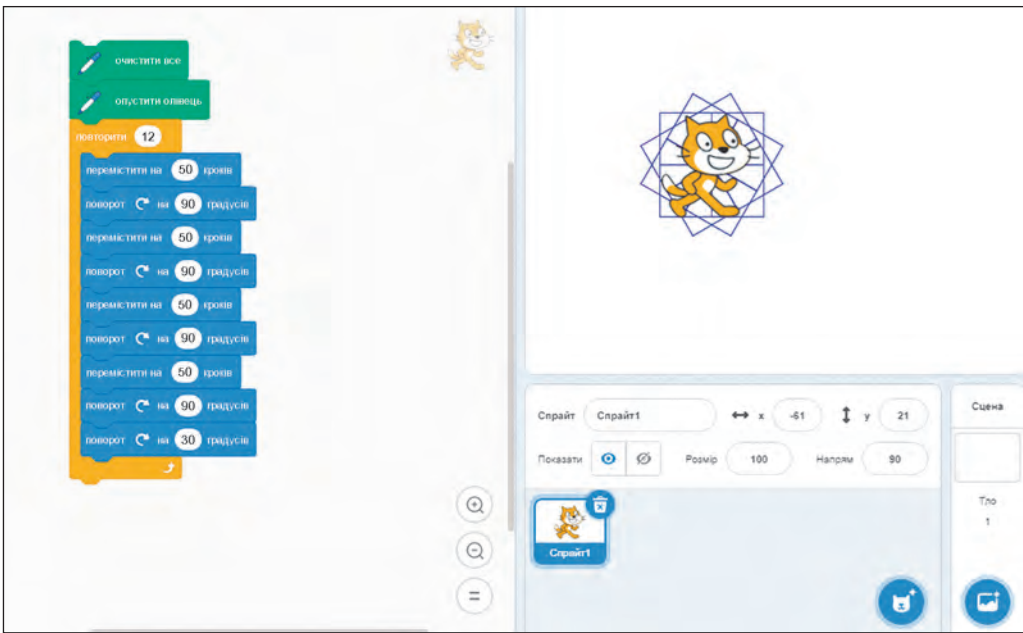 очистити все
опустити олівець
повторити 12
перемістити на 50 кроків
поворот на 90 градусів
перемістити на 50 кроків
поворот на 90 градусів
перемістити на 50 кроків
поворот на 90 градусів
перемістити на 50 кроків
поворот на 90 градусів
поворот на 30 градусів
Спрайт Спрайт1 x -61 y 21
Показати Розмір 100 Напрям 90
Спрайт1
Сцена
Тло
1